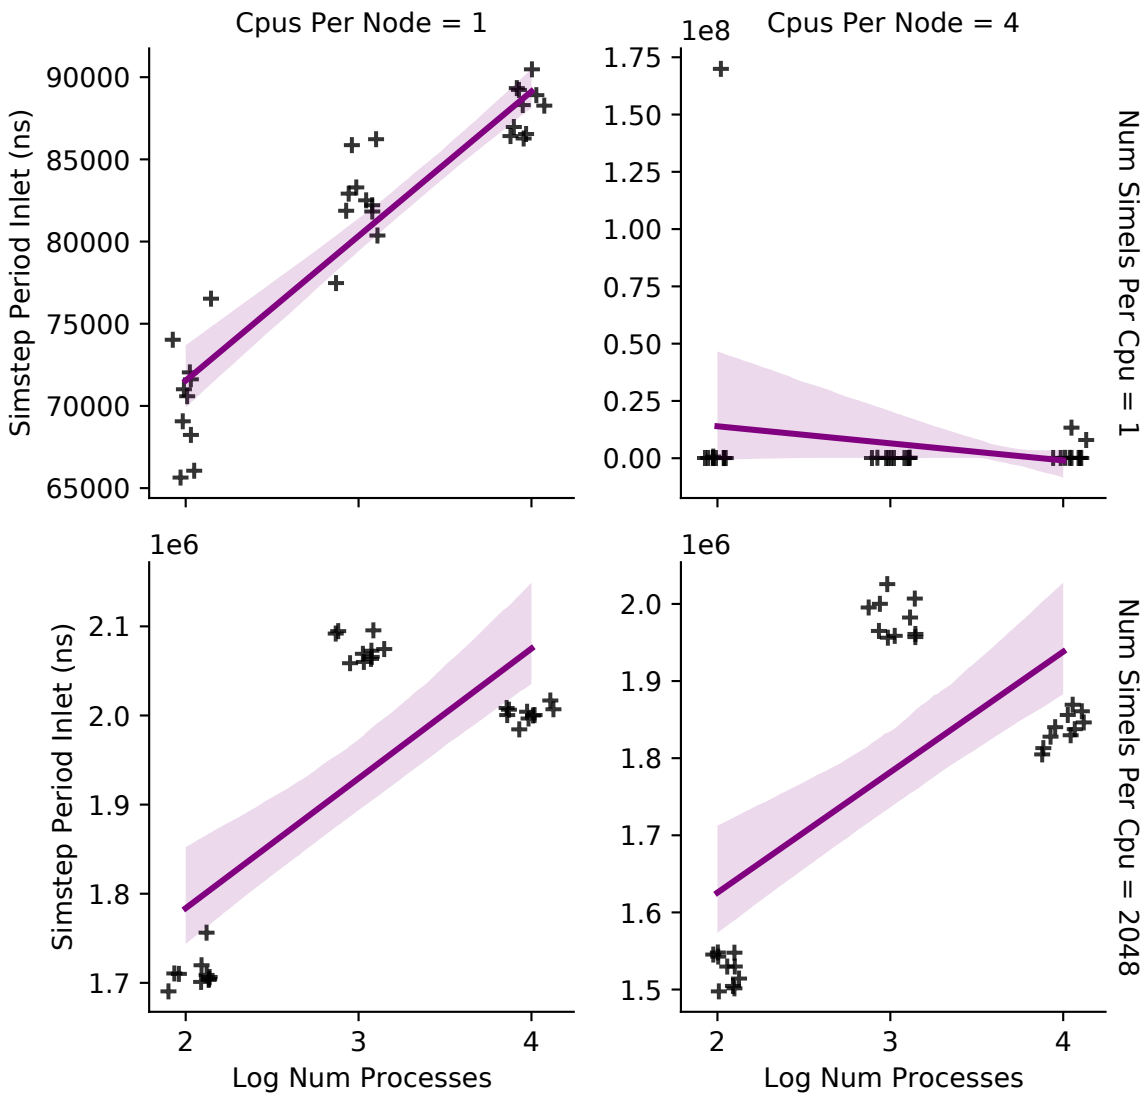 Cpus Per Node = 1
Cpus Per Node = 4
Simstep Period Inlet (ns)
90000
85000
80000
75000
70000
65000
1e8
1.75
1.50
1.25
1.00
0.75
0.50
0.25
0.00
Num Simels Per Cpu = 1
Simstep Period Inlet (ns)
1e6
2.1
2.0
1.9
1.8
1.7
2
3
4
Log Num Processes
1e6
2.0
1.9
1.8
1.7
1.6
1.5
2
3
4
Log Num Processes
Num Simels Per Cpu = 2048